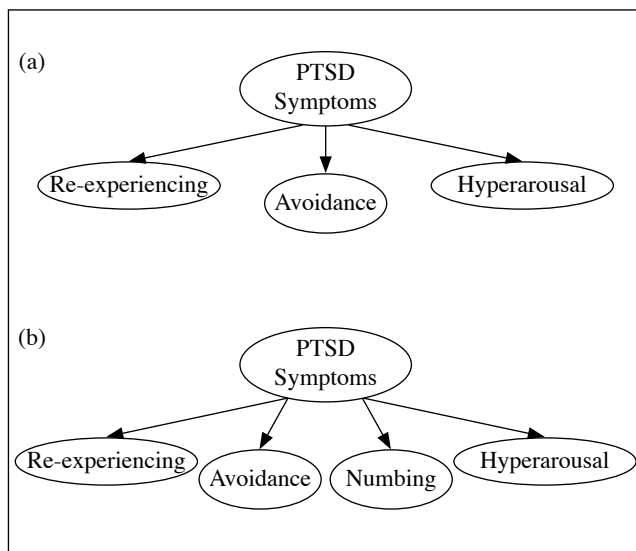 (a)
PTSD
Symptoms
Re-experiencing
Avoidance
Hyperarousal
(b)
PTSD
Symptoms
Re-experiencing
Avoidance
Numbing
Hyperarousal